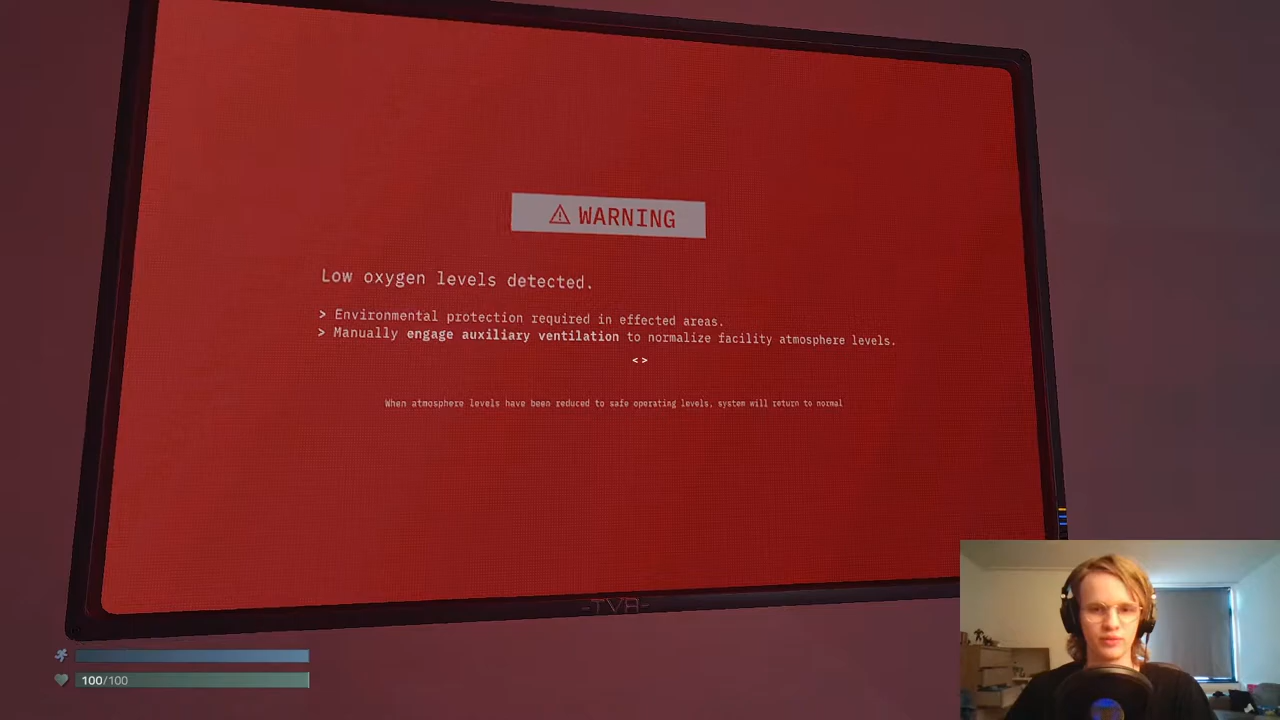 ⚠ WARNING
Low oxygen levels detected.
> Environmental protection required in effected areas.
> Manually engage auxiliary ventilation to normalize facility atmosphere levels.
< >
When atmosphere levels have been reduced to safe operating levels, system will return to normal
-TVA-
100/100